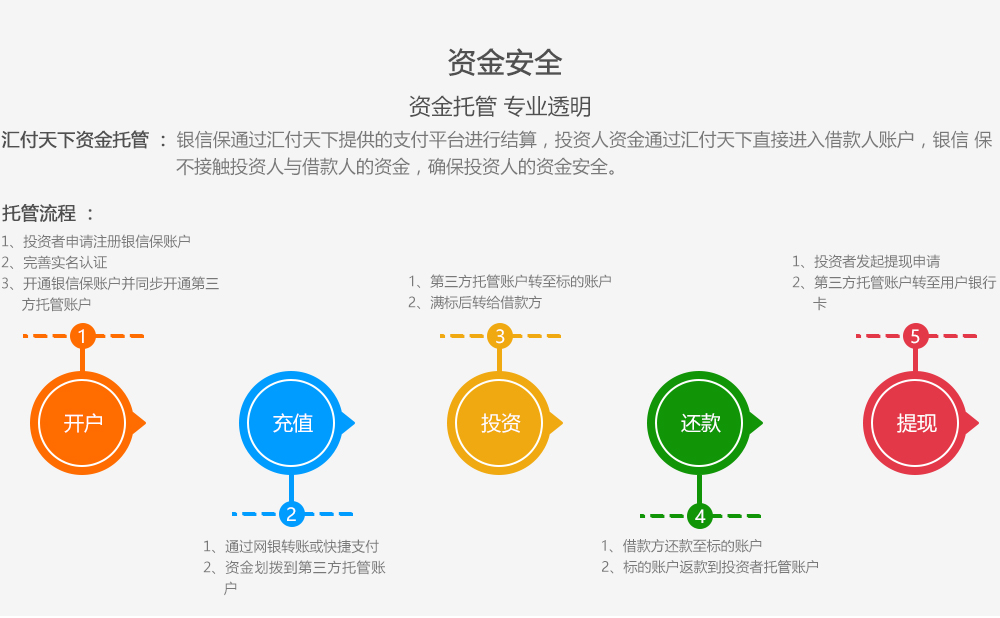 资金安全
资金托管 专业透明
汇付天下资金托管 ： 银信保通过汇付天下提供的支付平台进行结算，投资人资金通过汇付天下直接进入借款人账户，银信 保
不接触投资人与借款人的资金，确保投资人的资金安全。
托管流程 ：
1、投资者申请注册银信保账户
2、完善实名认证
3、开通银信保账户并同步开通第三
方托管账户
1
开户
充值
2
1、通过网银转账或快捷支付
2、资金划拨到第三方托管账
户
1、第三方托管账户转至标的账户
2、满标后转给借款方
3
投资
还款
4
1、借款方还款至标的账户
2、标的账户返款到投资者托管账户
1、投资者发起提现申请
2、第三方托管账户转至用户银行
卡
5
提现